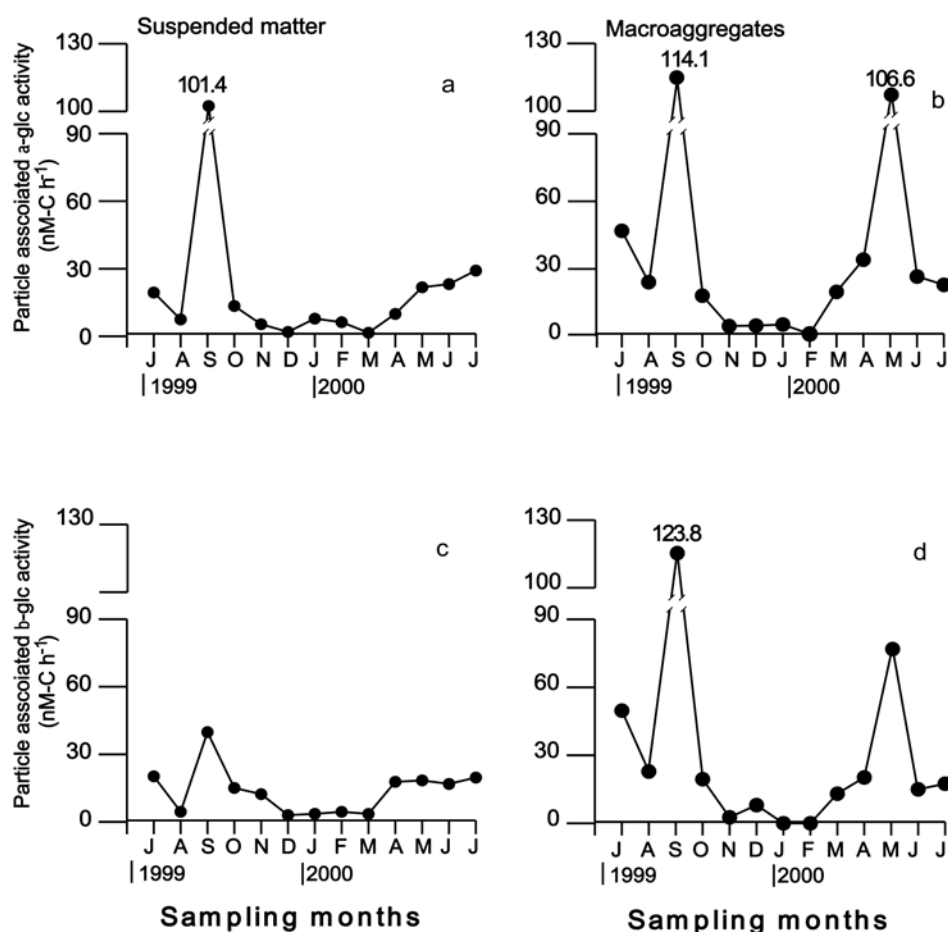 Suspended matter
130
101.4
a
100
90
60
30
0
Particle asscoiated a-glc activity
(nM-C h-1)
J A S O N D J F M A M J J
|1999 |2000
Macroaggregates
130
114.1
106.6
b
100
90
60
30
0
J A S O N D J F M A M J J
|1999 |2000
130
c
90
60
30
0
Particle asscoiated b-glc activity
(nM-C h-1)
J A S O N D J F M A M J J
|1999 |2000
Sampling months
130
123.8
d
100
90
60
30
0
J A S O N D J F M A M J J
|1999 |2000
Sampling months